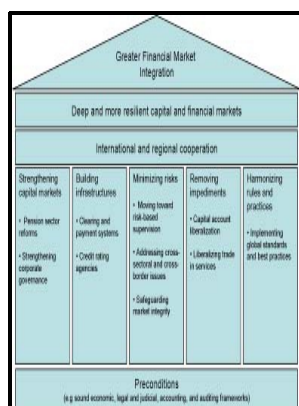 Greater Financial Market
Integration
Deep and more resilient capital and financial markets
International and regional cooperation
Strengthening
capital markets
• Pension sector
reforms
• Strengthening
corporate
governance
Building
infrastructures
• Clearing and
payment systems
• Credit rating
agencies
Minimizing risks
• Moving toward
risk-based
supervision
• Addressing cross-
sectoral and cross-
border issues
• Safeguarding
market integrity
Removing
impediments
• Capital account
liberalization
• Liberalizing trade
in services
Harmonizing
rules and
practices
• Implementing
global standards
and best practices
Preconditions
(e.g sound economic, legal and judicial, accounting, and auditing frameworks)